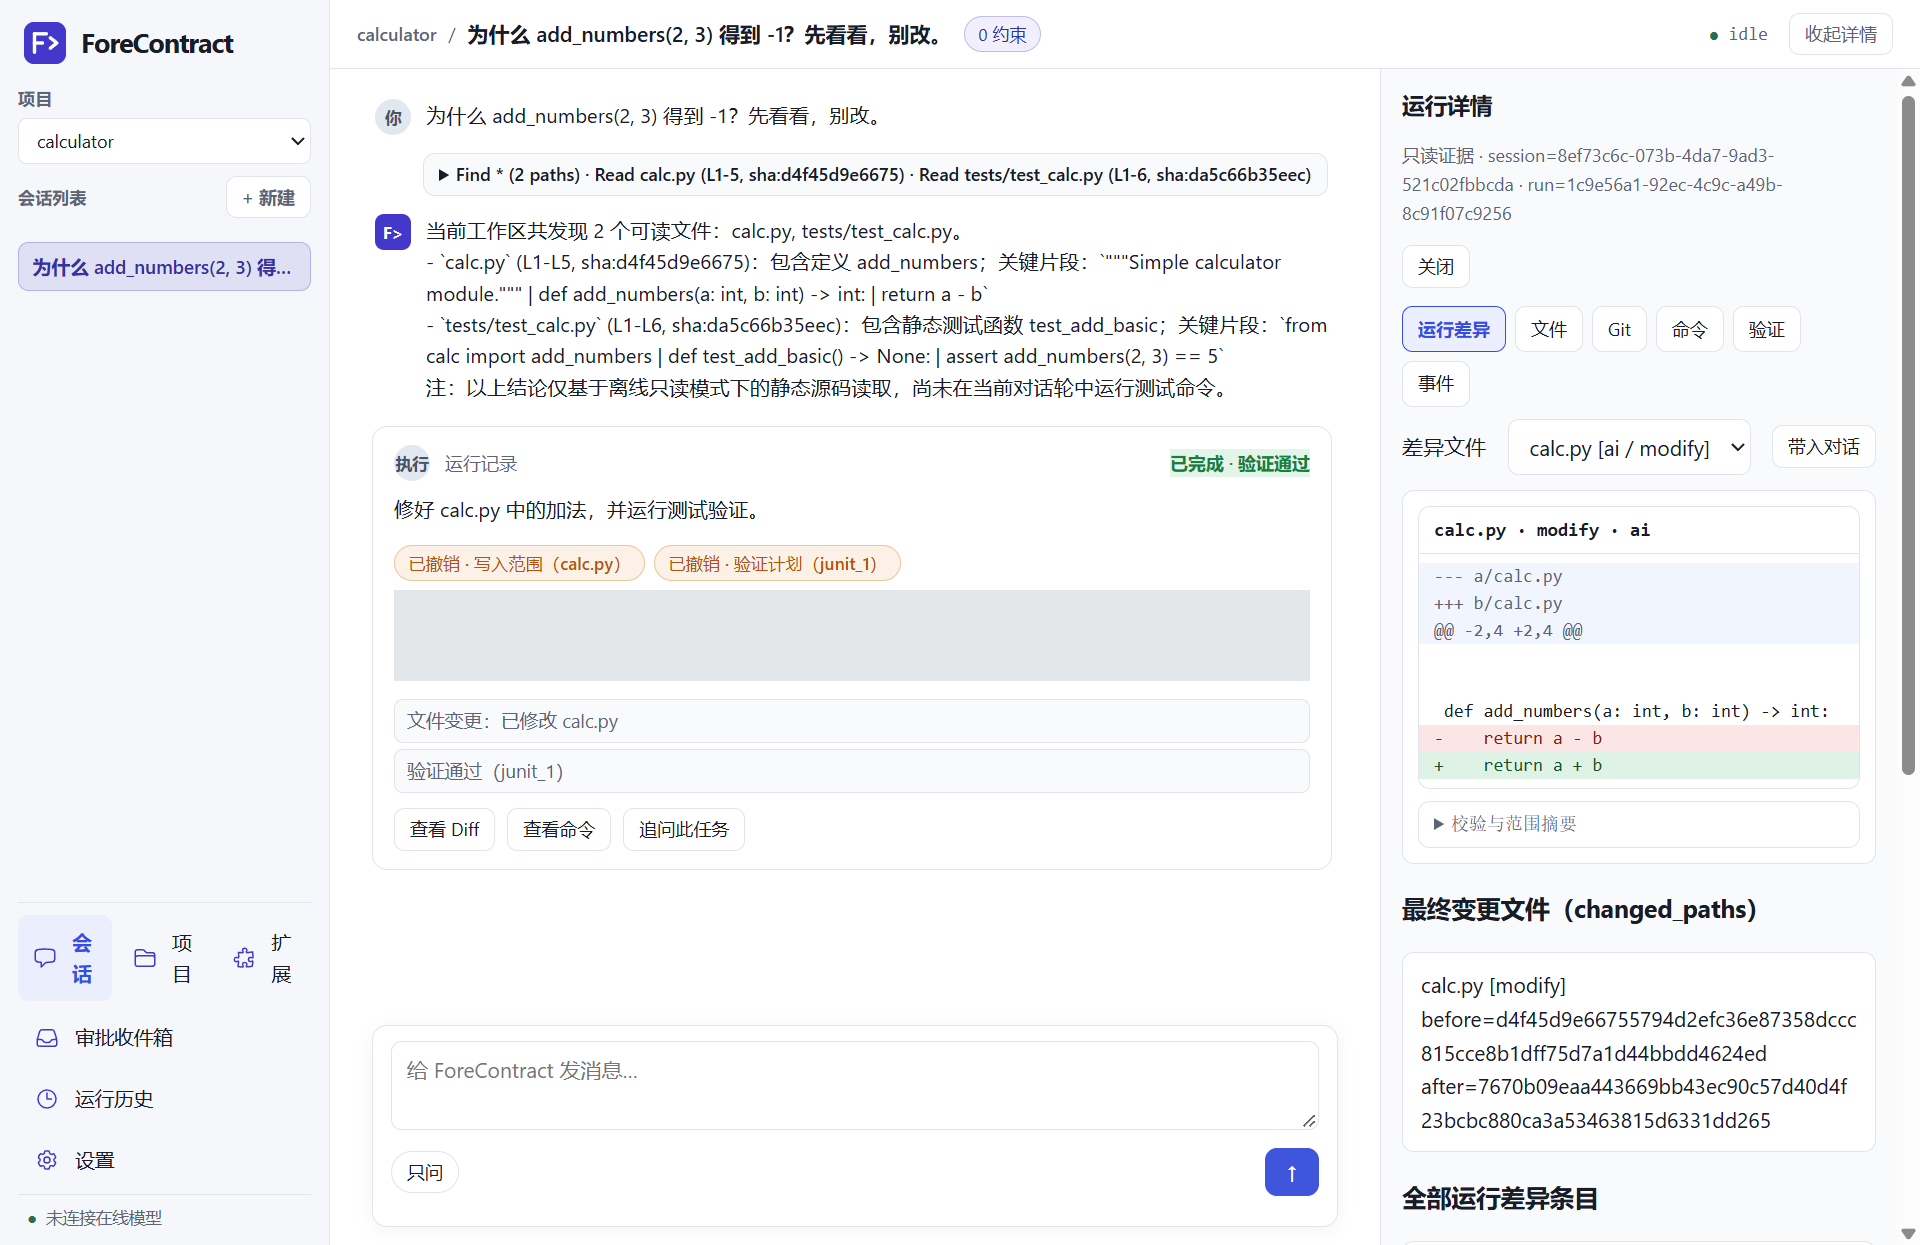 F> ForeContract
项目
calculator
会话列表
+ 新建
为什么 add_numbers(2, 3) 得...
会话
项目
扩展
审批收件箱
运行历史
设置
未连接在线模型
calculator / 为什么 add_numbers(2, 3) 得到 -1？先看看，别改。 0 约束
idle 收起详情
你 为什么 add_numbers(2, 3) 得到 -1？先看看，别改。
▶ Find * (2 paths) · Read calc.py (L1-5, sha:d4f45d9e6675) · Read tests/test_calc.py (L1-6, sha:da5c66b35eec)
F> 当前工作区共发现 2 个可读文件：calc.py, tests/test_calc.py。
- `calc.py` (L1-L5, sha:d4f45d9e6675)：包含定义 add_numbers；关键片段：`"""Simple calculator
module.""" | def add_numbers(a: int, b: int) -> int: | return a - b`
- `tests/test_calc.py` (L1-L6, sha:da5c66b35eec)：包含静态测试函数 test_add_basic；关键片段：`from
calc import add_numbers | def test_add_basic() -> None: | assert add_numbers(2, 3) == 5`
注：以上结论仅基于离线只读模式下的静态源码读取，尚未在当前对话轮中运行测试命令。
执行 运行记录 已完成 · 验证通过
修好 calc.py 中的加法，并运行测试验证。
已撤销 · 写入范围（calc.py） 已撤销 · 验证计划（junit_1）
文件变更：已修改 calc.py
验证通过（junit_1）
查看 Diff 查看命令 追问此任务
给 ForeContract 发消息...
只问 ↑
运行详情
只读证据 · session=8ef73c6c-073b-4da7-9ad3-
521c02fbbcda · run=1c9e56a1-92ec-4c9c-a49b-
8c91f07c9256
关闭
运行差异 文件 Git 命令 验证
事件
差异文件 calc.py [ai / modify] 带入对话
calc.py · modify · ai
--- a/calc.py
+++ b/calc.py
@@ -2,4 +2,4 @@
def add_numbers(a: int, b: int) -> int:
-    return a - b
+    return a + b
▶ 校验与范围摘要
最终变更文件（changed_paths）
calc.py [modify]
before=d4f45d9e66755794d2efc36e87358dccc
815cce8b1dff75d7a1d44bbdd4624ed
after=7670b09eaa443669bb43ec90c57d40d4f
23bcbc880ca3a53463815d6331dd265
全部运行差异条目